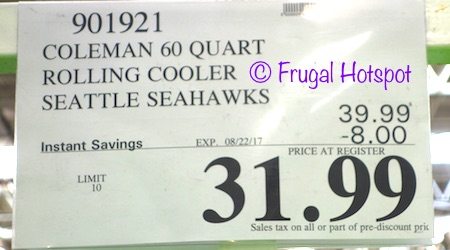 901921
COLEMAN 60 QUART
ROLLING COOLER
© Frugal Hotspot
SEATTLE SEAHAWKS
39.99
-8.00
Instant Savings
EXP. 08/22/17
PRICE AT REGISTER
LIMIT
10
31.99
Sales tax on all or part of pre-discount pric